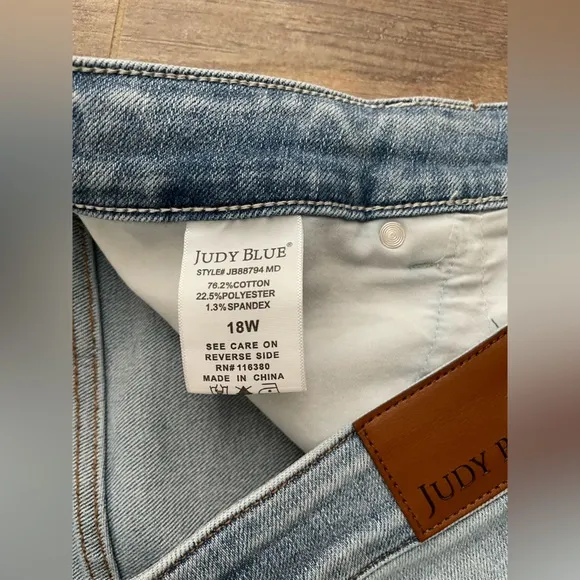 JUDY BLUE®
STYLE# JB88794 MD
76.2%COTTON
22.5%POLYESTER
1.3%SPANDEX
18W
SEE CARE ON
REVERSE SIDE
RN# 116380
MADE IN CHINA
JUDY